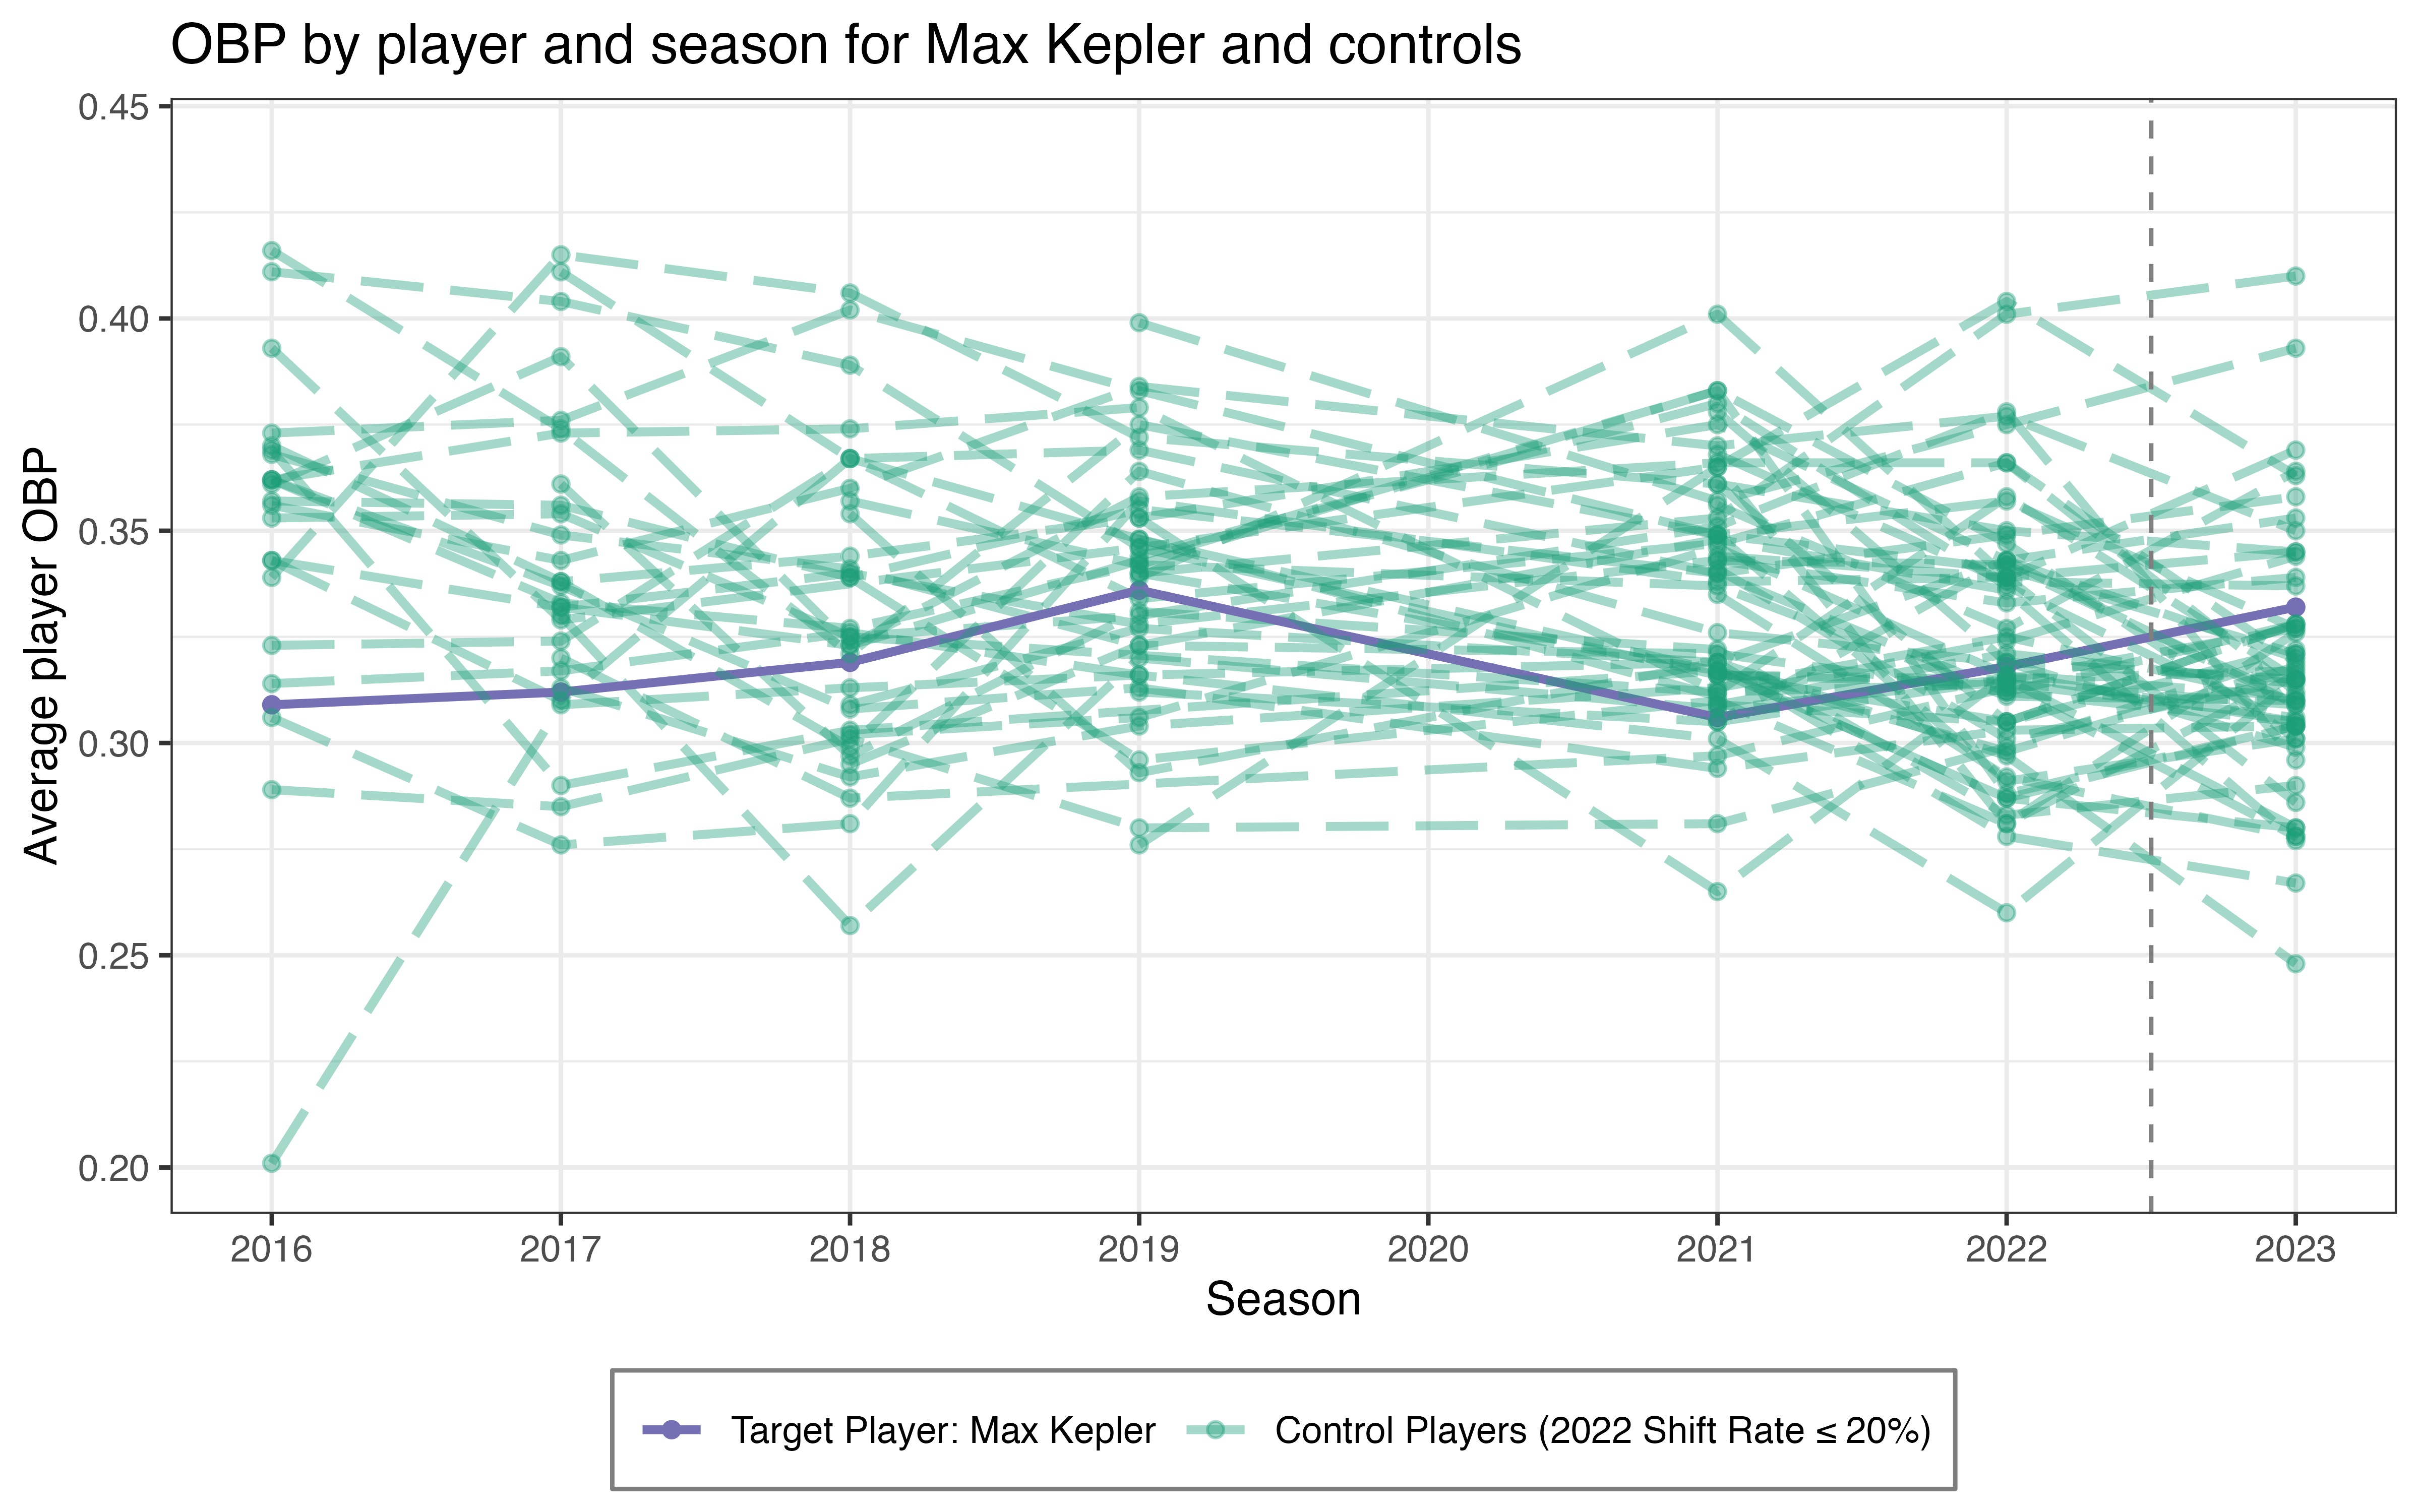 OBP by player and season for Max Kepler and controls
Average player OBP
0.45
0.40
0.35
0.30
0.25
0.20
2016 2017 2018 2019 2020 2021 2022 2023
Season
Target Player: Max Kepler Control Players (2022 Shift Rate ≤ 20%)